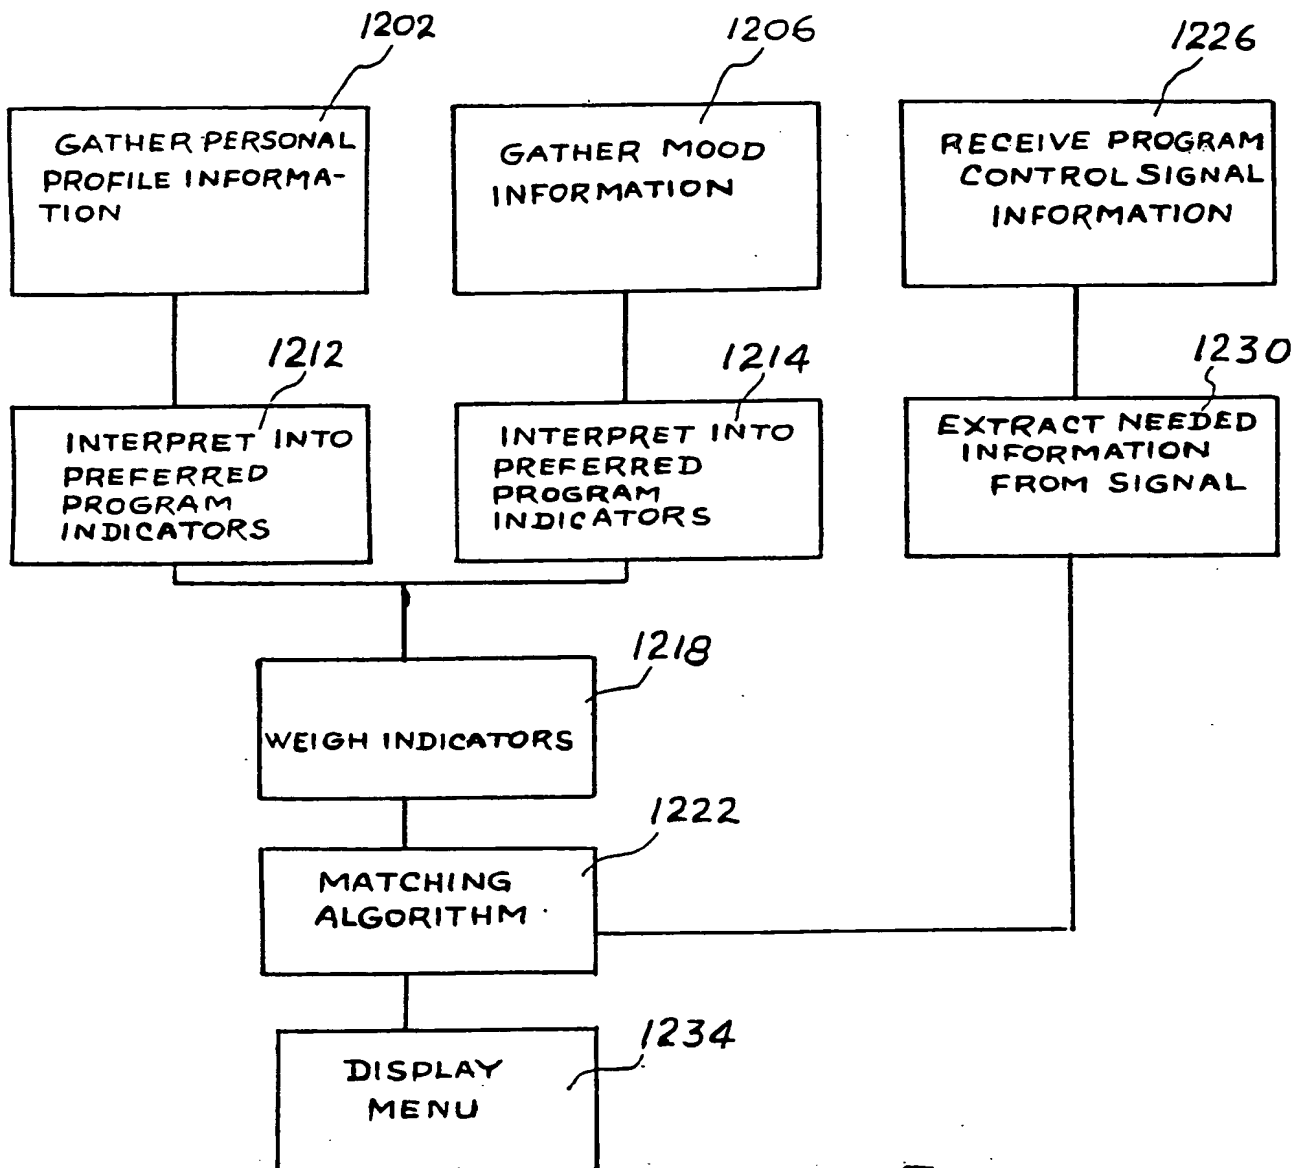 1202
1206
1226
GATHER PERSONAL
PROFILE INFORMA-
TION
GATHER MOOD
INFORMATION
RECEIVE PROGRAM
CONTROL SIGNAL
INFORMATION
1212
1214
1230
INTERPRET INTO
PREFERRED
PROGRAM
INDICATORS
INTERPRET INTO
PREFERRED
PROGRAM
INDICATORS
EXTRACT NEEDED
INFORMATION
FROM SIGNAL
1218
WEIGH INDICATORS
1222
MATCHING
ALGORITHM
1234
DISPLAY
MENU